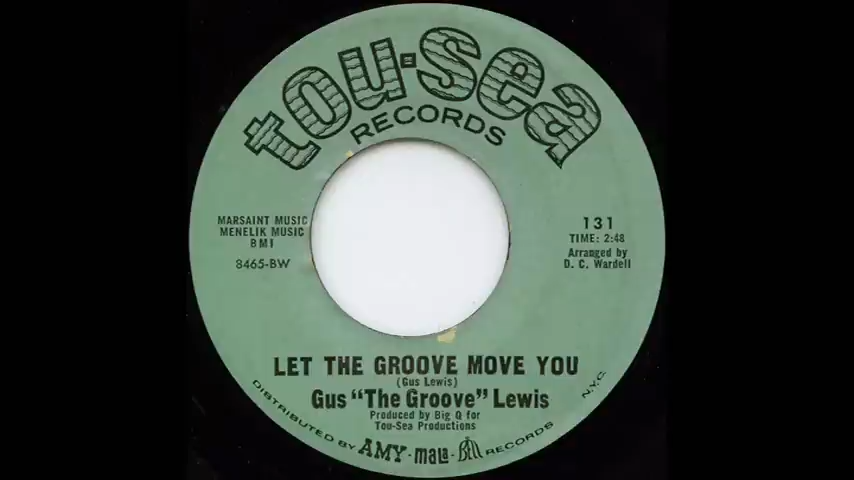 tou-sea
RECORDS
MARSAINT MUSIC
MENELIK MUSIC
BMI
8465-BW
131
TIME: 2:48
Arranged by
D. C. Wardell
LET THE GROOVE MOVE YOU
(Gus Lewis)
Gus "The Groove" Lewis
Produced by Big Q for
Tou-Sea Productions
DISTRIBUTED BY AMY - mala - Bell RECORDS N.Y.C.